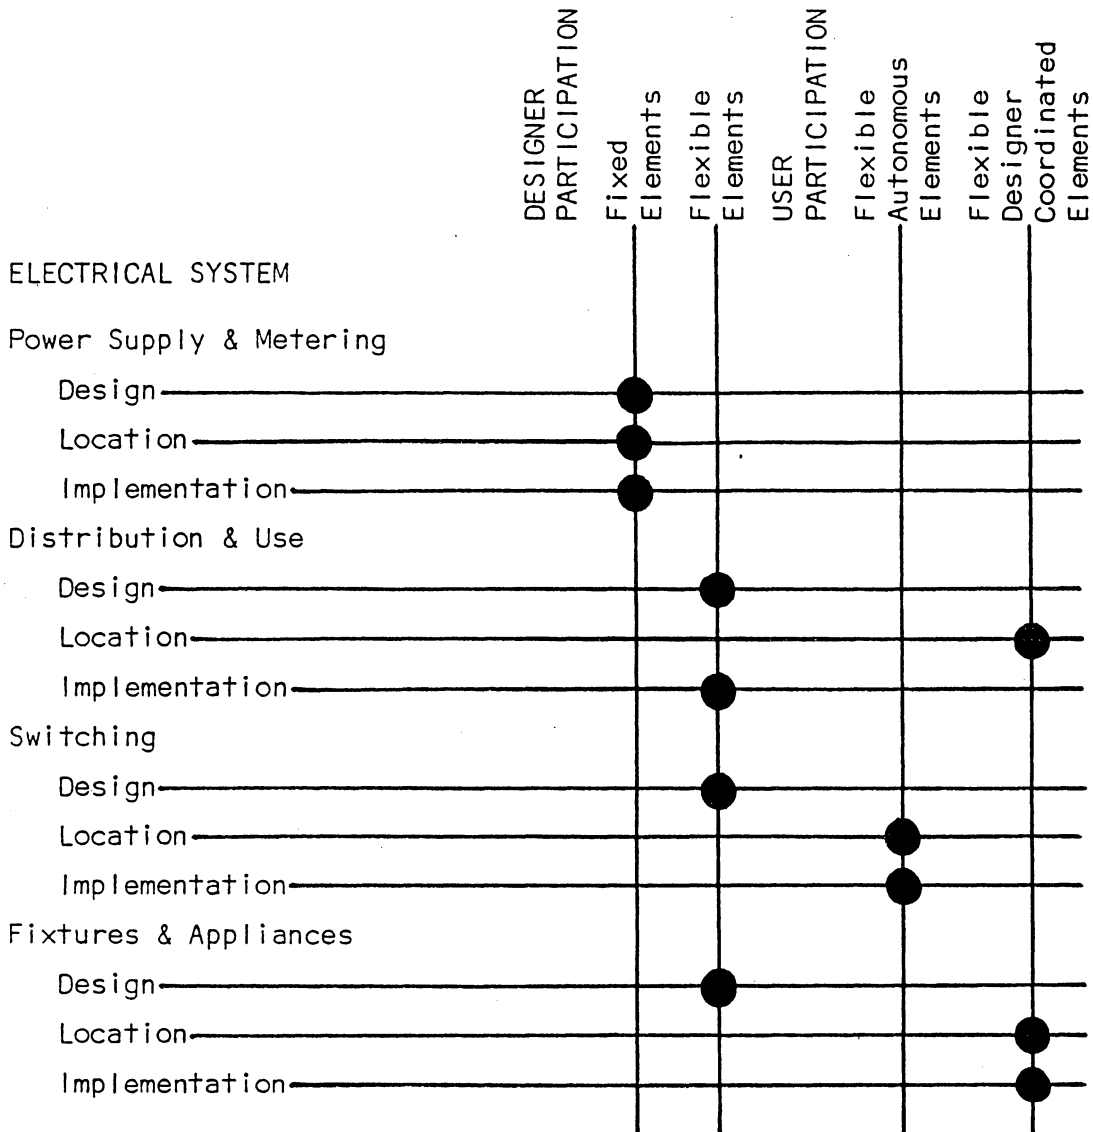 DESIGNER
PARTICIPATION
Fixed
Elements
Flexible
Elements
USER
PARTICIPATION
Flexible
Autonomous
Elements
Flexible
Designer
Coordinated
Elements
ELECTRICAL SYSTEM
Power Supply & Metering
Design
Location
Implementation
Distribution & Use
Design
Location
Implementation
Switching
Design
Location
Implementation
Fixtures & Appliances
Design
Location
Implementation